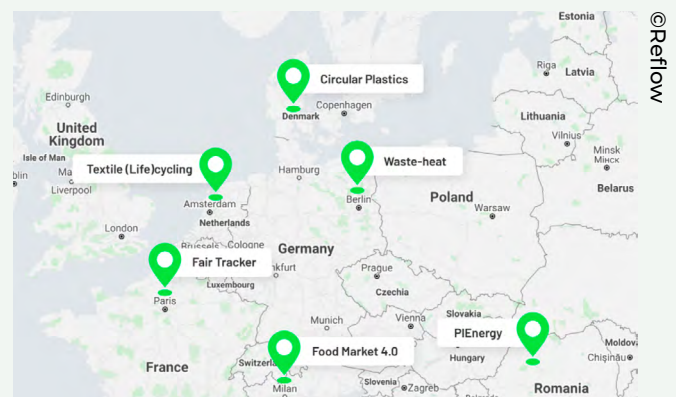 ©Reflow
Estonia
Riga
Latvia
Circular Plastics
Edinburgh
Copenhagen
Denmark
Lithuania
United
Kingdom
Vilnius
Minsk
Мінск
Isle of Man
Textile (Life)cycling
Waste-heat
Hamburg
Liverpool
Belarus
Amsterdam
Berlin
Poland
Warsaw
Netherlands
London
Brussels
Cologne
Germany
Fair Tracker
Prague
Luxembourg
Czechia
Paris
Slovakia
Munich
Vienna
PIEnergy
Food Market 4.0
Hungary
Chișinău
France
Milan
Slovenia
Zagreb
Romania